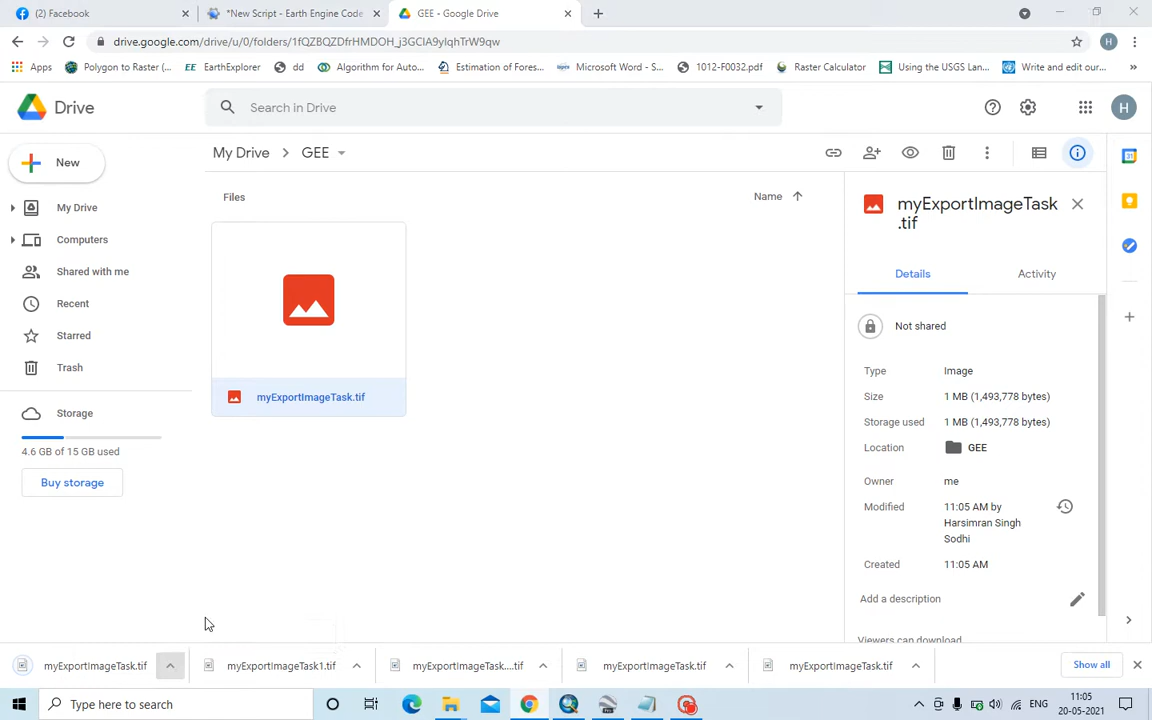 (2) Facebook
*New Script - Earth Engine Code
GEE - Google Drive
drive.google.com/drive/u/0/folders/1fQZBQZDfrHMDOH_j3GClA9ylqhTrW9qw
Apps
Polygon to Raster (...
EE EarthExplorer
dd
Algorithm for Auto...
Estimation of Fores...
Microsoft Word - S...
1012-F0032.pdf
Raster Calculator
Using the USGS Lan...
Write and edit our...
Drive
Search in Drive
H
New
My Drive
GEE
My Drive
Computers
Shared with me
Recent
Starred
Trash
Storage
4.6 GB of 15 GB used
Buy storage
Files
Name
myExportImageTask.tif
myExportImageTask
.tif
Details
Activity
Not shared
Type Image
Size 1 MB (1,493,778 bytes)
Storage used 1 MB (1,493,778 bytes)
Location GEE
Owner me
Modified 11:05 AM by
Harsimran Singh
Sodhi
Created 11:05 AM
Add a description
Viewers can download
myExportImageTask.tif
myExportImageTask1.tif
myExportImageTask....tif
myExportImageTask.tif
myExportImageTask.tif
Show all
Type here to search
ENG
11:05
20-05-2021